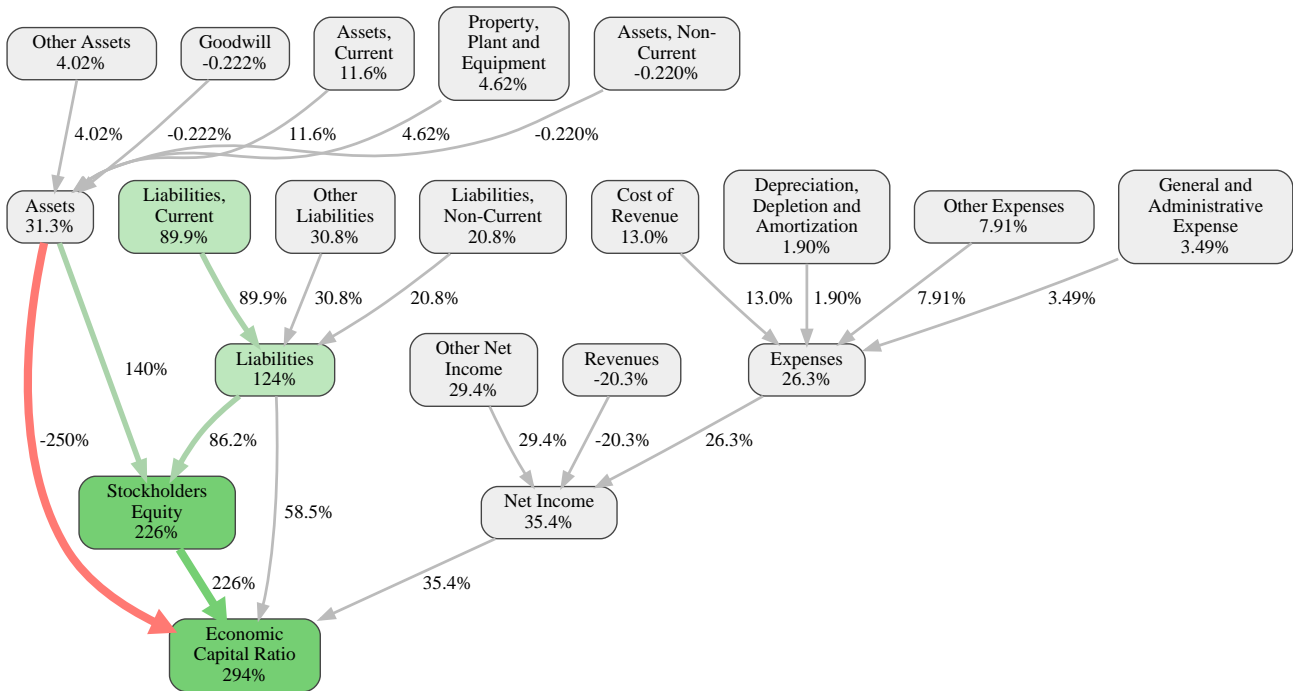 Other Assets
4.02%
Goodwill
-0.222%
Assets,
Current
11.6%
Property,
Plant and
Equipment
4.62%
Assets, Non-
Current
-0.220%
4.02%
-0.222%
11.6%
4.62%
-0.220%
Assets
31.3%
Liabilities,
Current
89.9%
Other
Liabilities
30.8%
Liabilities,
Non-Current
20.8%
Cost of
Revenue
13.0%
Depreciation,
Depletion and
Amortization
1.90%
Other Expenses
7.91%
General and
Administrative
Expense
3.49%
89.9%
30.8%
20.8%
13.0%
1.90%
7.91%
3.49%
Liabilities
124%
Other Net
Income
29.4%
Revenues
-20.3%
Expenses
26.3%
140%
-250%
86.2%
29.4%
-20.3%
26.3%
Stockholders
Equity
226%
58.5%
Net Income
35.4%
226%
35.4%
Economic
Capital Ratio
294%